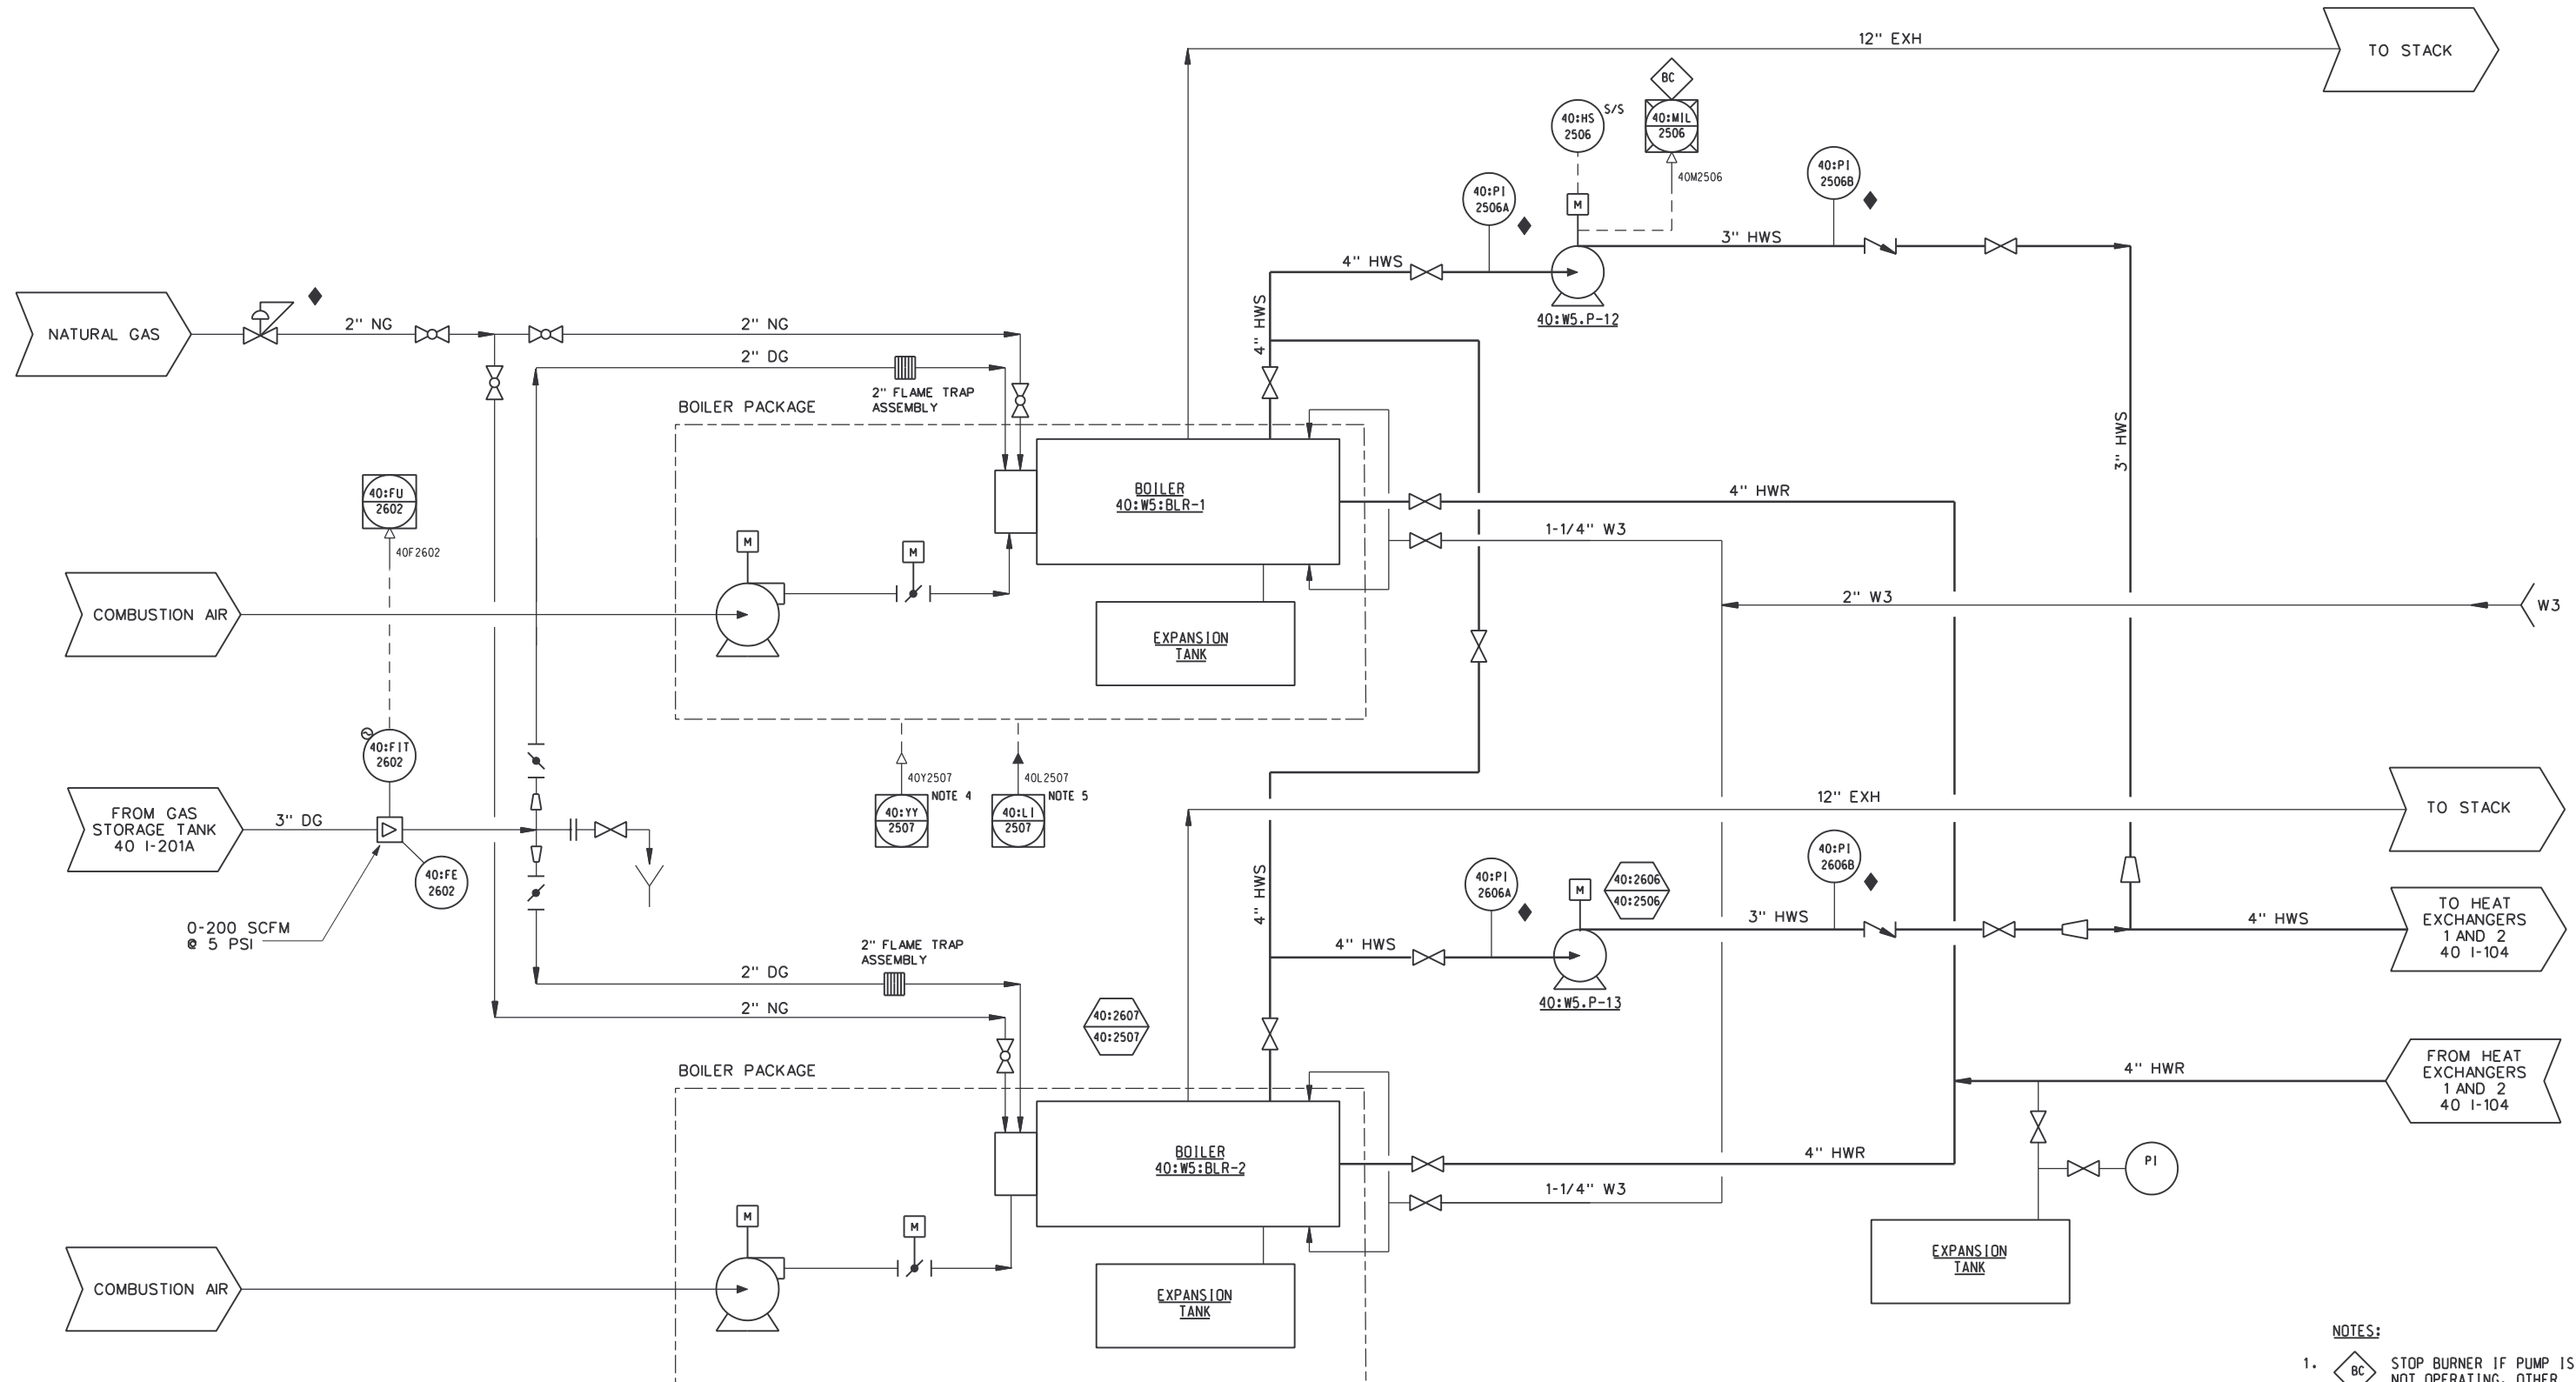 12" EXH
TO STACK
BC
40:HS
2506
S/S
40:MIL
2506
40M2506
40:PI
2506A
40:PI
2506B
M
3" HWS
4" HWS
40:W5.P-12
4" HWS
3" HWS
NATURAL GAS
2" NG
2" NG
2" DG
2" FLAME TRAP
ASSEMBLY
BOILER PACKAGE
BOILER
40:W5:BLR-1
4" HWR
1-1/4" W3
40:FU
2602
40F2602
M
M
COMBUSTION AIR
EXPANSION
TANK
2" W3
W3
40:FIT
2602
40Y2507
40L2507
40:YY
2507
NOTE 4
40:LI
2507
NOTE 5
12" EXH
TO STACK
FROM GAS
STORAGE TANK
40 I-201A
3" DG
40:FE
2602
0-200 SCFM
@ 5 PSI
4" HWS
40:PI
2606A
M
40:2606
40:2506
40:PI
2606B
3" HWS
4" HWS
40:W5.P-13
4" HWS
TO HEAT
EXCHANGERS
1 AND 2
40 I-104
2" FLAME TRAP
ASSEMBLY
2" DG
2" NG
40:2607
40:2507
BOILER PACKAGE
4" HWR
FROM HEAT
EXCHANGERS
1 AND 2
40 I-104
BOILER
40:W5:BLR-2
4" HWR
1-1/4" W3
PI
M
M
COMBUSTION AIR
EXPANSION
TANK
EXPANSION
TANK
NOTES:
1. BC STOP BURNER IF PUMP IS
NOT OPERATING. OTHER